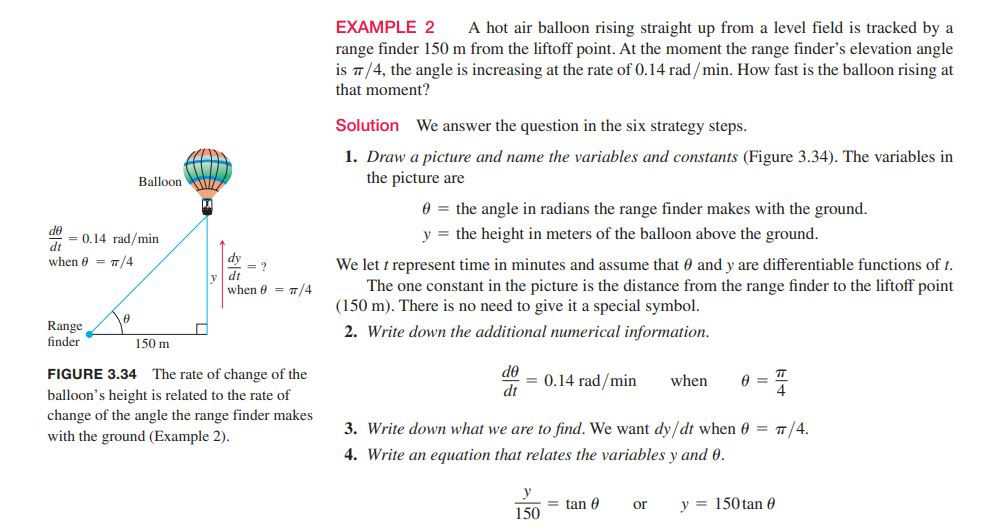 EXAMPLE 2 A hot air balloon rising straight up from a level field is tracked by a
range finder 150 m from the liftoff point. At the moment the range finder’s elevation angle
is π/4, the angle is increasing at the rate of 0.14 rad/min. How fast is the balloon rising at
that moment?
Solution We answer the question in the six strategy steps.
1. Draw a picture and name the variables and constants (Figure 3.34). The variables in
the picture are
θ = the angle in radians the range finder makes with the ground.
y = the height in meters of the balloon above the ground.
We let t represent time in minutes and assume that θ and y are differentiable functions of t.
The one constant in the picture is the distance from the range finder to the liftoff point
(150 m). There is no need to give it a special symbol.
2. Write down the additional numerical information.
dθ/dt = 0.14 rad/min when θ = π/4
3. Write down what we are to find. We want dy/dt when θ = π/4.
4. Write an equation that relates the variables y and θ.
y/150 = tan θ or y = 150 tan θ
Balloon
dθ/dt = 0.14 rad/min
when θ = π/4
y
dy/dt = ?
when θ = π/4
θ
Range
finder
150 m
FIGURE 3.34 The rate of change of the
balloon’s height is related to the rate of
change of the angle the range finder makes
with the ground (Example 2).